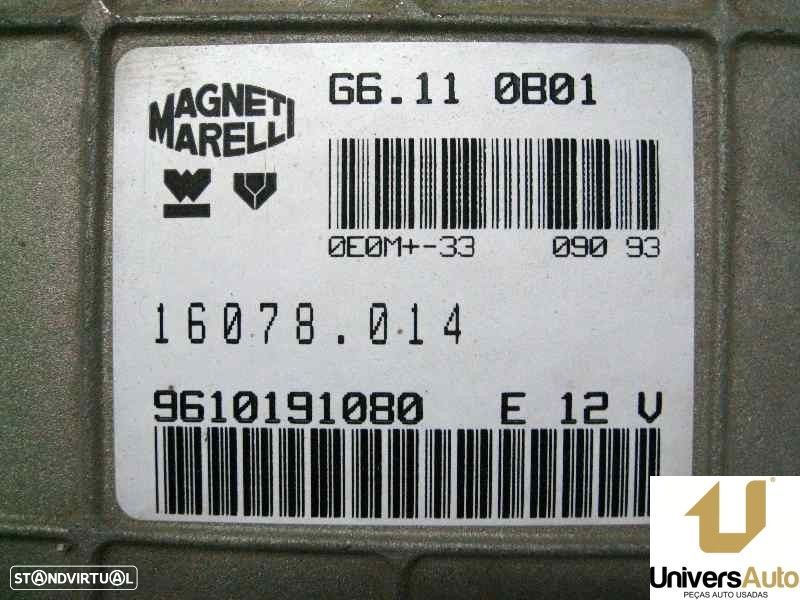 MAGNETI
MARELLI
G6.11 0B01
0E0M+-33 090 93
16078.014
9610191080 E 12 V
STANDVIRTUAL
UniversAuto
PEÇAS AUTO USADAS